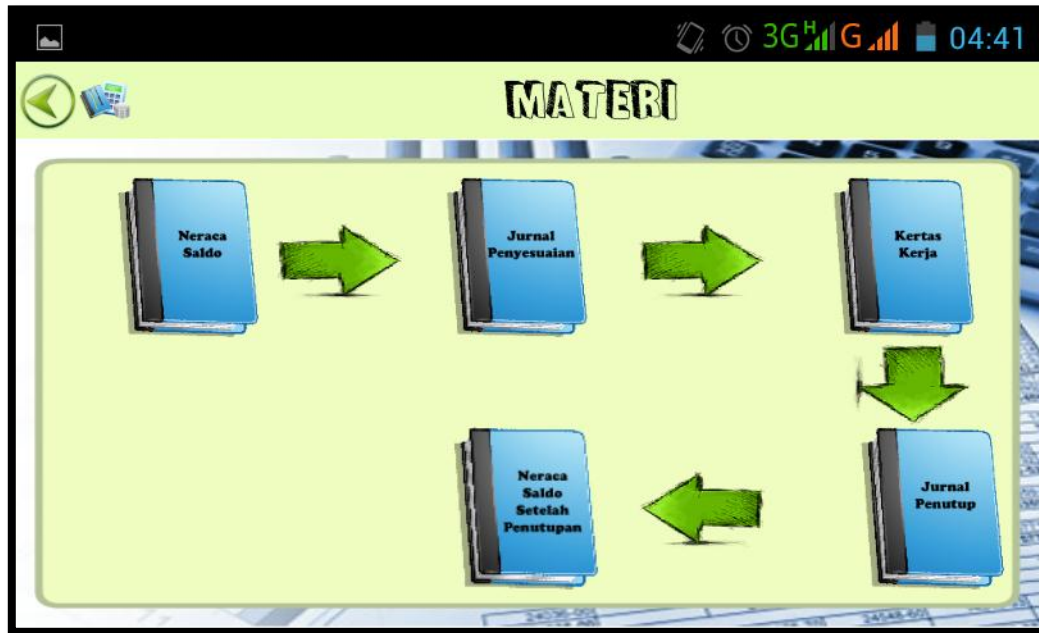 3G H G 04:41
MATERI
Neraca
Saldo
Jurnal
Penyesuaian
Kertas
Kerja
Neraca
Saldo
Setelah
Penutupan
Jurnal
Penutup